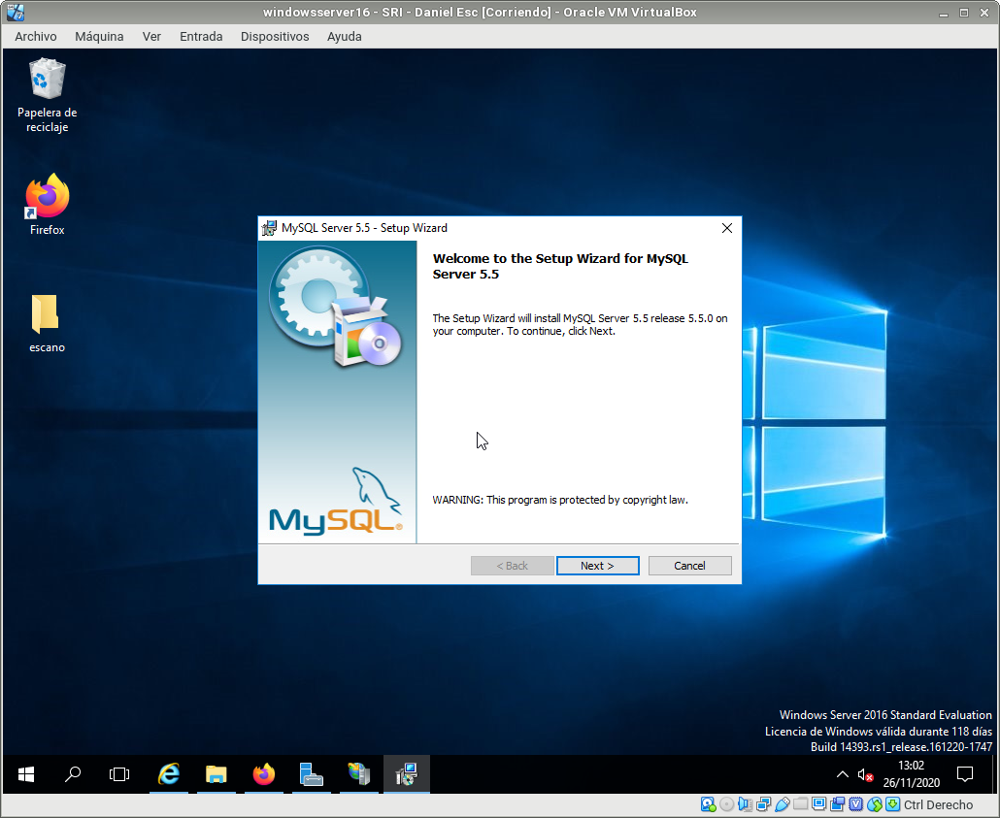 windowsserver16 - SRI - Daniel Esc [Corriendo] - Oracle VM VirtualBox
Archivo Máquina Ver Entrada Dispositivos Ayuda
Papelera de
reciclaje
Firefox
escano
MySQL Server 5.5 - Setup Wizard
Welcome to the Setup Wizard for MySQL
Server 5.5
The Setup Wizard will install MySQL Server 5.5 release 5.5.0 on
your computer. To continue, click Next.
WARNING: This program is protected by copyright law.
MySQL®
< Back Next > Cancel
Windows Server 2016 Standard Evaluation
Licencia de Windows válida durante 118 días
Build 14393.rs1_release.161220-1747
13:02
26/11/2020
Ctrl Derecho